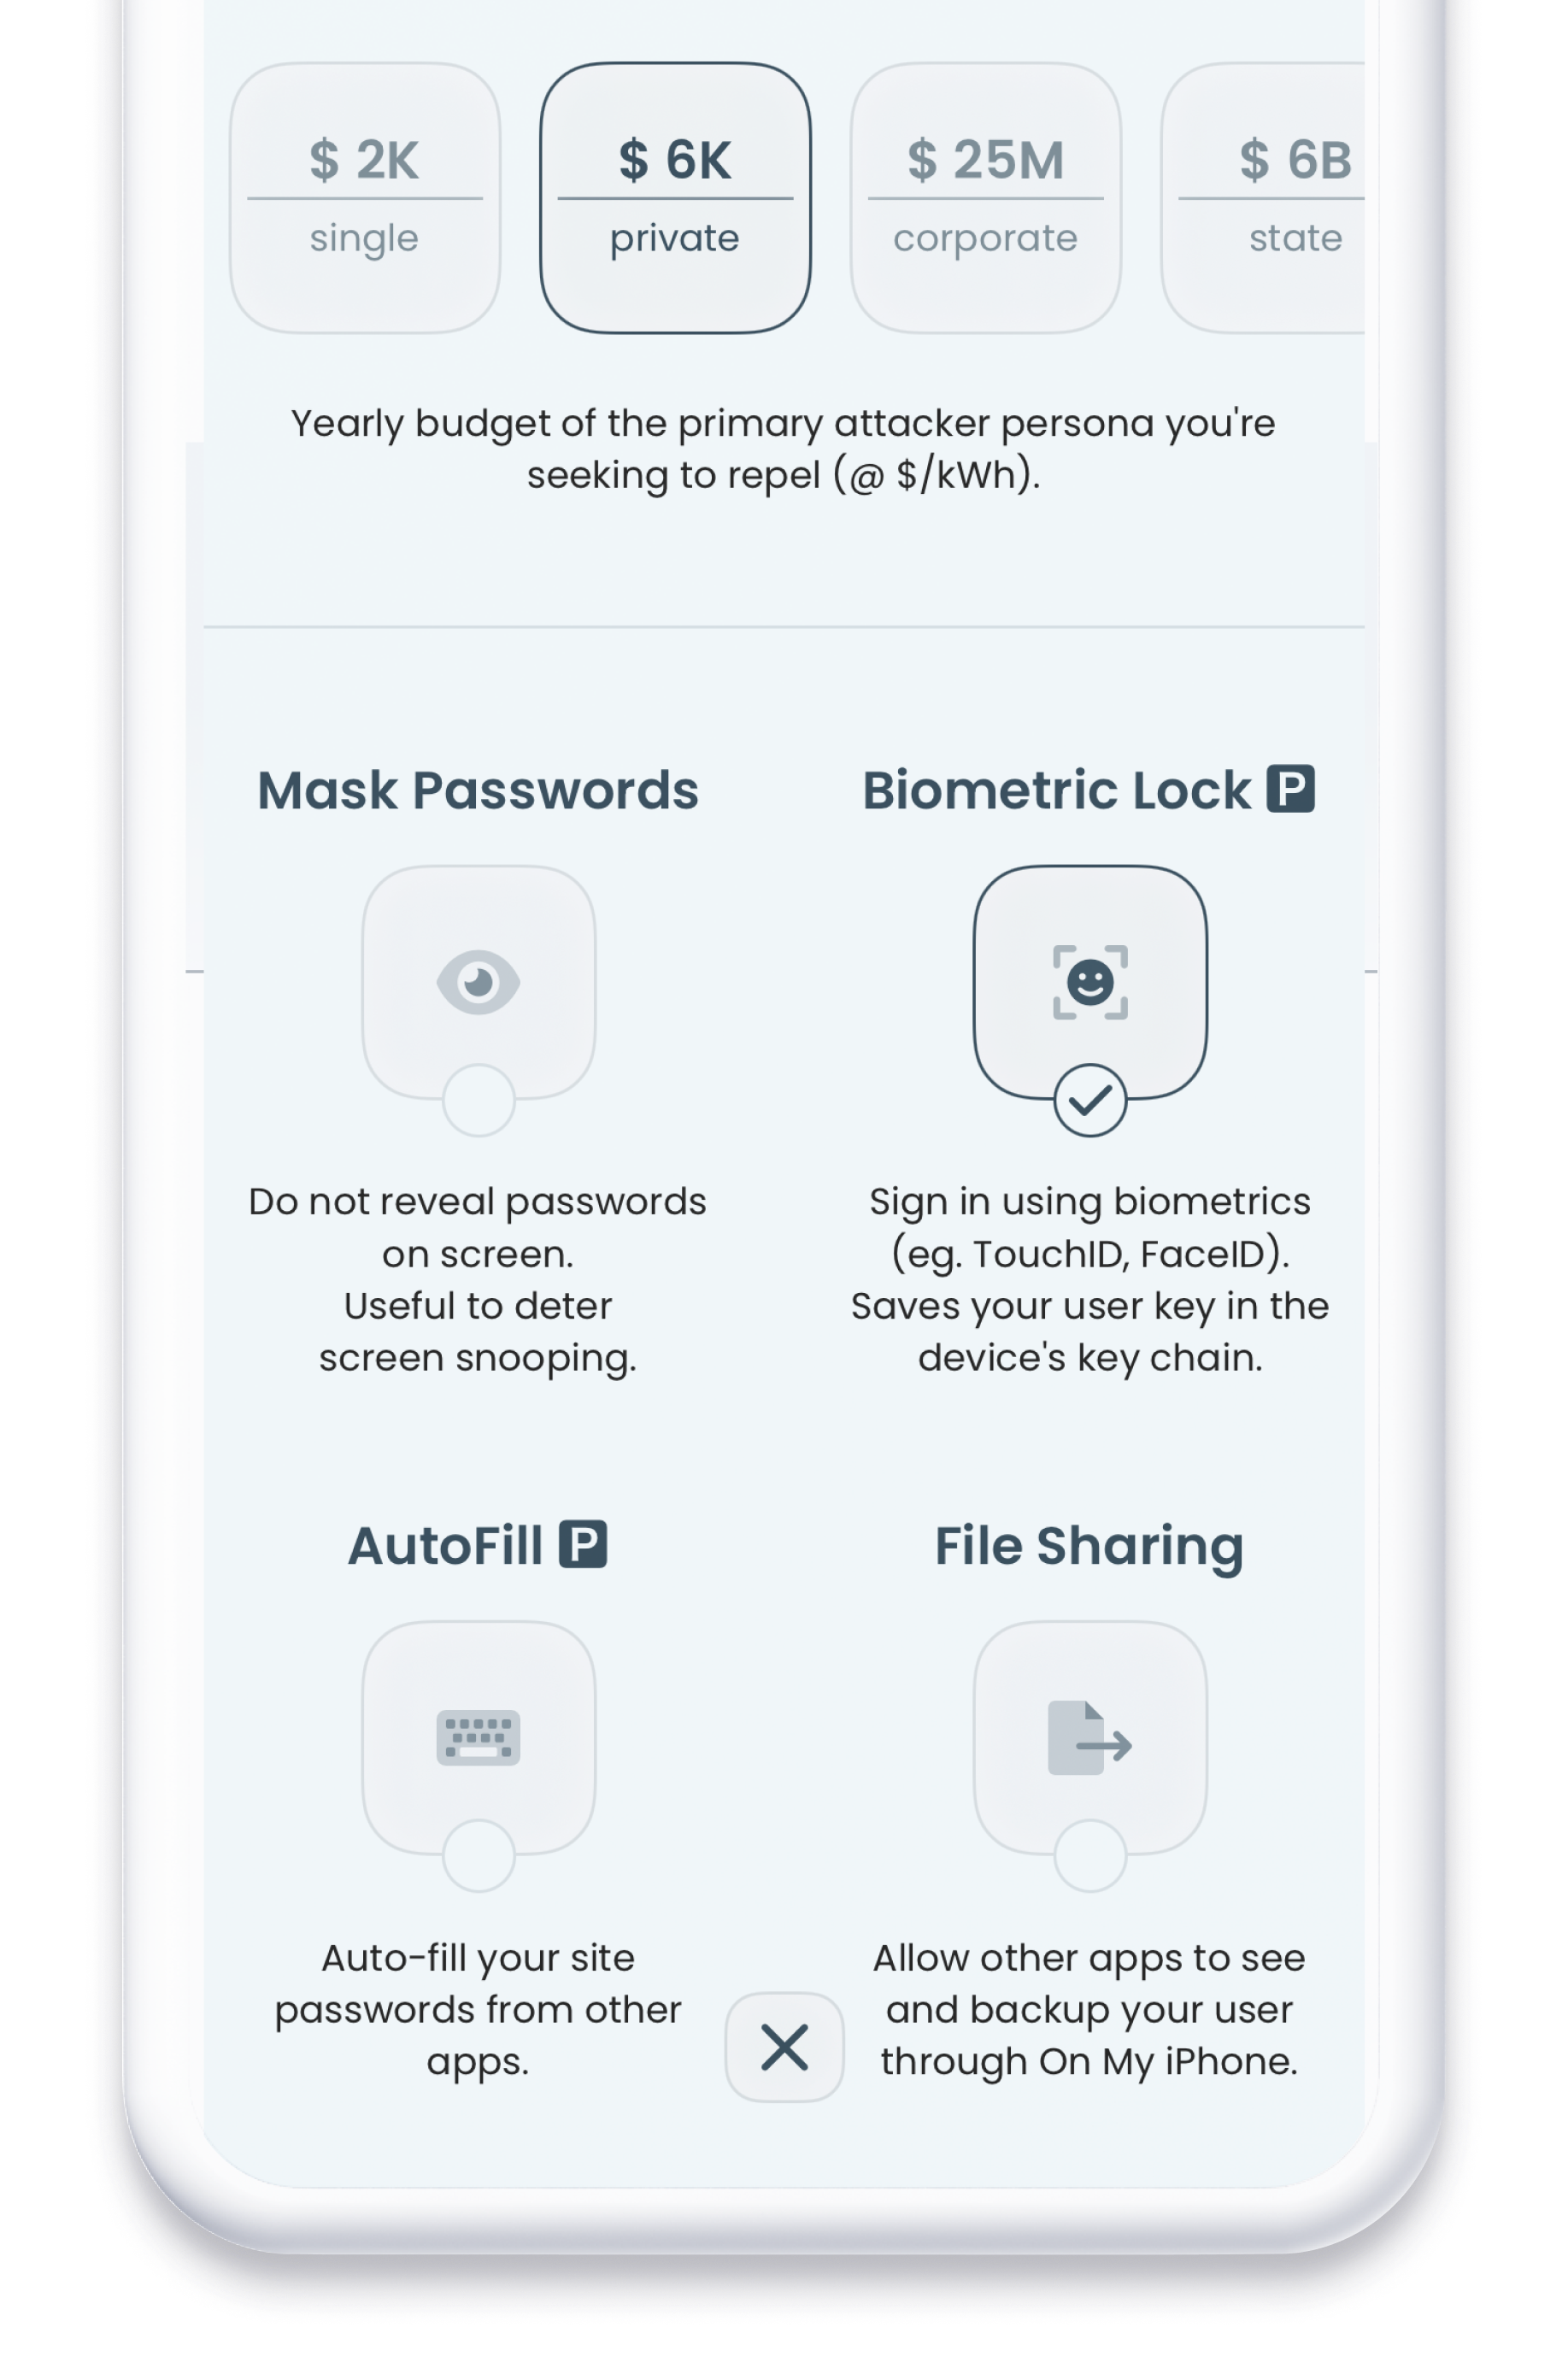 $ 2K
single
$ 6K
private
$ 25M
corporate
$ 6B
state
Yearly budget of the primary attacker persona you're
seeking to repel (@ $/kWh).
Mask Passwords
Do not reveal passwords
on screen.
Useful to deter
screen snooping.
Biometric Lock P
Sign in using biometrics
(eg. TouchID, FaceID).
Saves your user key in the
device's key chain.
AutoFill P
Auto-fill your site
passwords from other
apps.
File Sharing
Allow other apps to see
and backup your user
through On My iPhone.